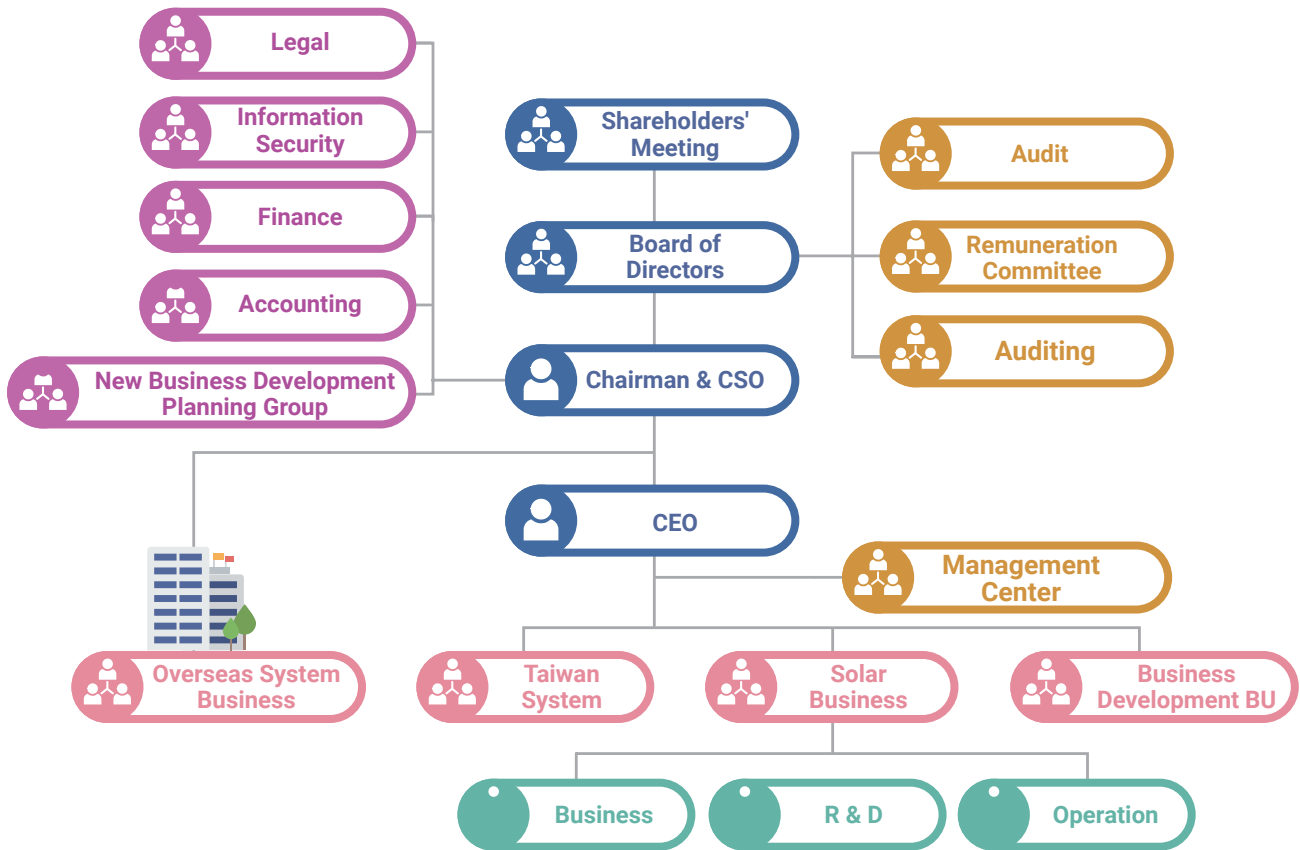 Legal
Information
Security
Finance
Accounting
New Business Development
Planning Group
Shareholders'
Meeting
Board of
Directors
Chairman & CSO
CEO
Audit
Remuneration
Committee
Auditing
Management
Center
Overseas System
Business
Taiwan
System
Solar
Business
Business
Development BU
Business
R & D
Operation